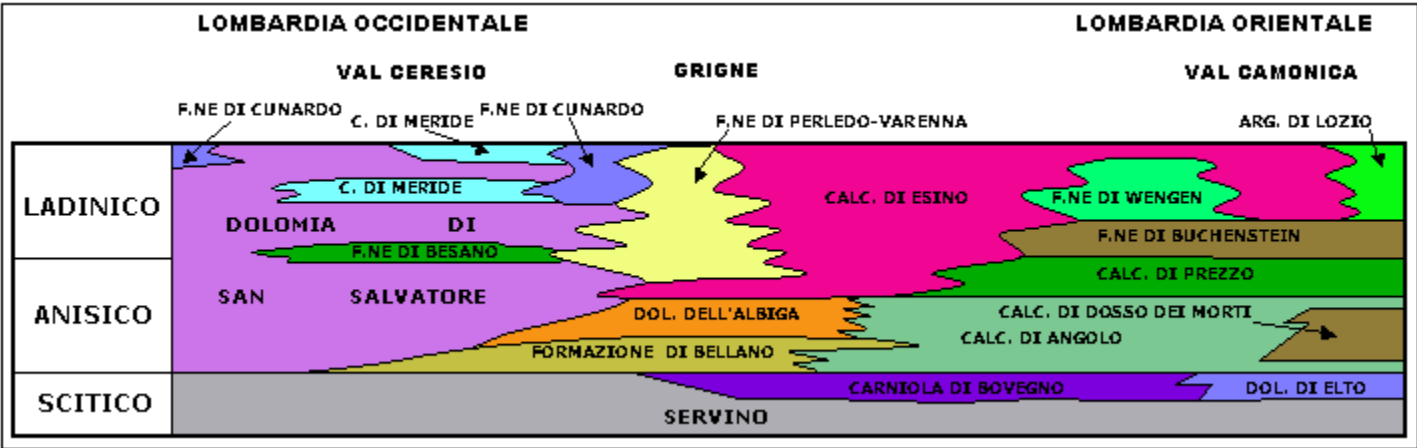 LOMBARDIA OCCIDENTALE LOMBARDIA ORIENTALE
VAL CERESIO GRIGNE VAL CAMONICA
F.NE DI CUNARDO C. DI MERIDE F.NE DI CUNARDO F.NE DI PERLEDO-VARENNA ARG. DI LOZIO
LADINICO
C. DI MERIDE CALC. DI ESINO F.NE DI WENGEN
DOLOMIA DI
F.NE DI BUCHENSTEIN
F.NE DI BESANO
CALC. DI PREZZO
SAN SALVATORE
ANISICO
DOL. DELL'ALBIGA CALC. DI DOSSO DEI MORTI
CALC. DI ANGOLO
FORMAZIONE DI BELLANO
SCITICO
CARNIOLA DI BOVEGNO DOL. DI ELTO
SERVINO